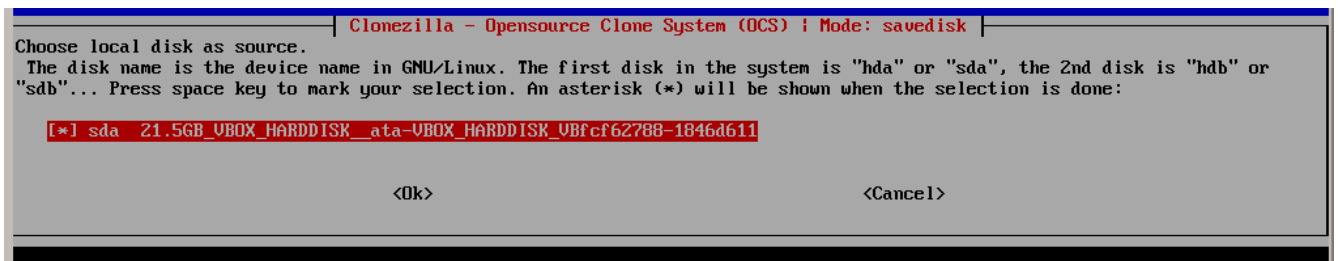 Clonezilla - Opensource Clone System (OCS) | Mode: savedisk
Choose local disk as source.
The disk name is the device name in GNU/Linux. The first disk in the system is "hda" or "sda", the 2nd disk is "hdb" or
"sdb"... Press space key to mark your selection. An asterisk (*) will be shown when the selection is done:
[*] sda 21.5GB_VBOX_HARDDISK__ata-VBOX_HARDDISK_VBfcf62788-1846d611
<Ok> <Cancel>